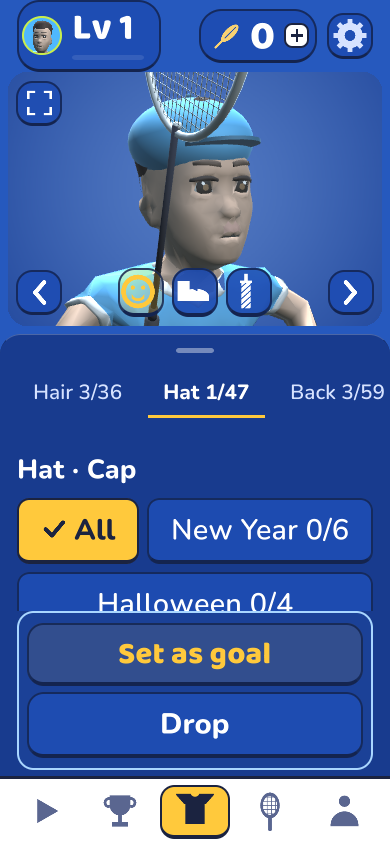 Lv 1
0
Hair 3/36
Hat 1/47
Back 3/59
Hat · Cap
All
New Year 0/6
Halloween 0/4
Set as goal
Drop